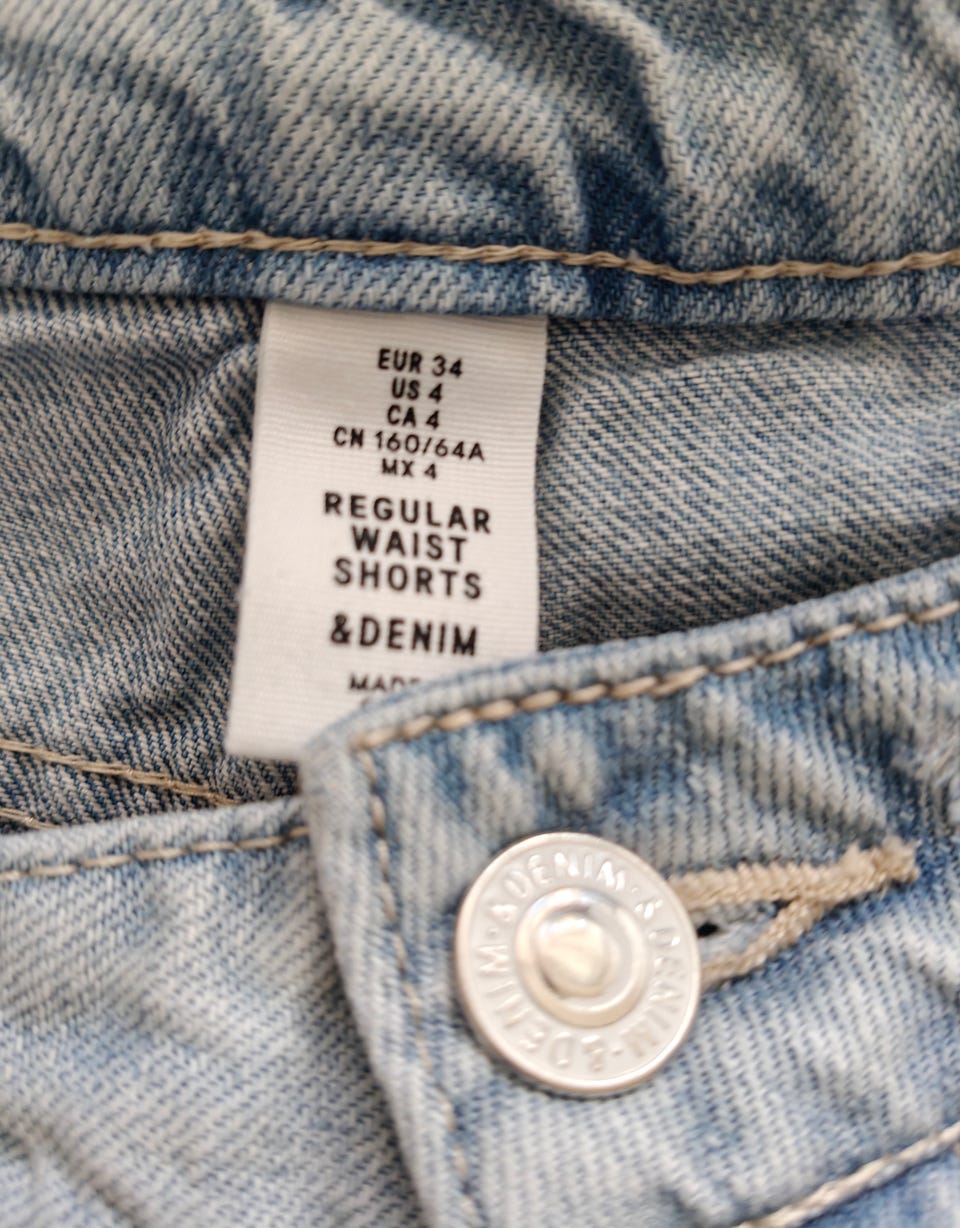 EUR 34
US 4
CA 4
CN 160/64A
MX 4
REGULAR
WAIST
SHORTS
&DENIM
&DENIM·&DENIM·&DENIM·